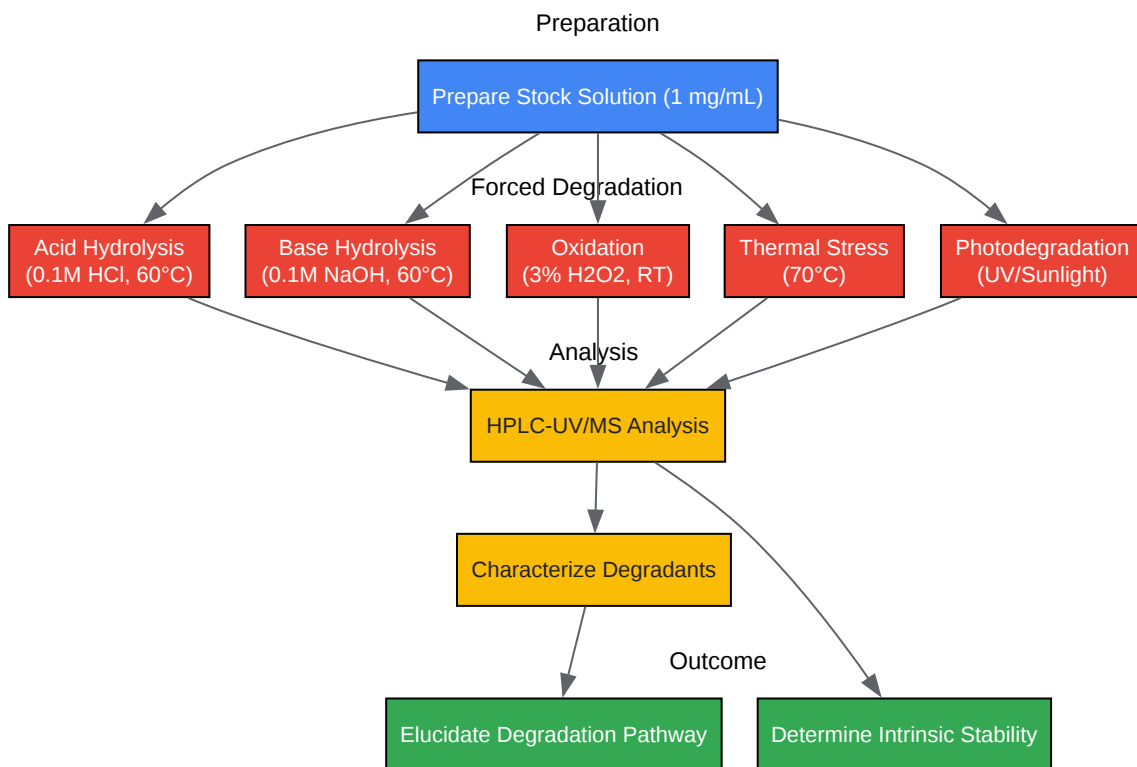 Preparation
Prepare Stock Solution (1 mg/mL)
Forced Degradation
Acid Hydrolysis
(0.1M HCl, 60°C)
Base Hydrolysis
(0.1M NaOH, 60°C)
Oxidation
(3% H2O2, RT)
Thermal Stress
(70°C)
Photodegradation
(UV/Sunlight)
Analysis
HPLC-UV/MS Analysis
Characterize Degradants
Outcome
Elucidate Degradation Pathway
Determine Intrinsic Stability